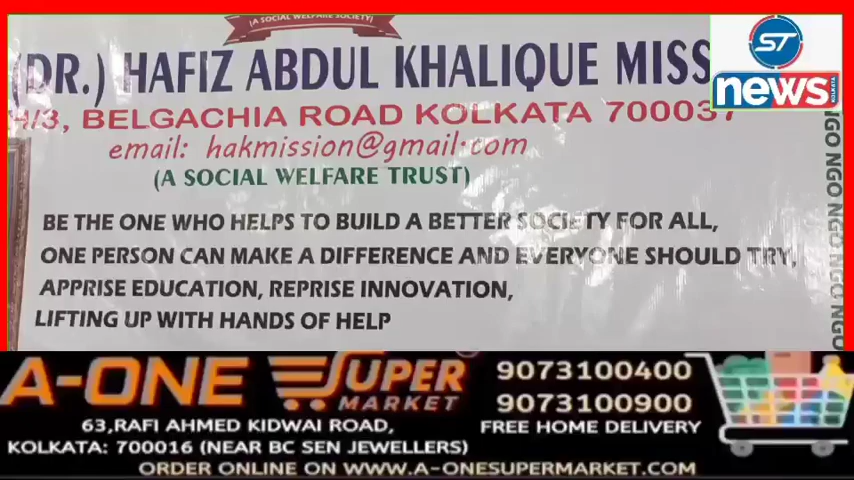 (A SOCIAL WELFARE SOCIETY)
(DR.) HAFIZ ABDUL KHALIQUE MISS
ST
news
KOLKATA
H/3, BELGACHIA ROAD KOLKATA 700037
email: hakmission@gmail.com
(A SOCIAL WELFARE TRUST)
BE THE ONE WHO HELPS TO BUILD A BETTER SOCIETY FOR ALL,
ONE PERSON CAN MAKE A DIFFERENCE AND EVERYONE SHOULD TRY,
APPRISE EDUCATION, REPRISE INNOVATION,
LIFTING UP WITH HANDS OF HELP
NGO NGO NGO NGO NGO NGO
A-ONE SUPER MARKET
9073100400
9073100900
63,RAFI AHMED KIDWAI ROAD,
KOLKATA: 700016 (NEAR BC SEN JEWELLERS)
FREE HOME DELIVERY
ORDER ONLINE ON WWW.A-ONESUPERMARKET.COM